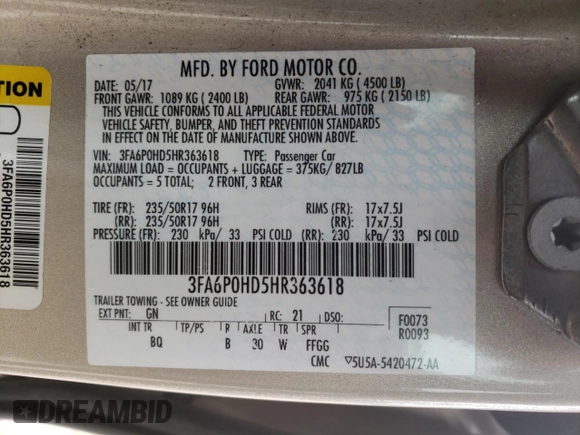 MFD. BY FORD MOTOR CO.
DATE: 05/17 GVWR: 2041 KG ( 4500 LB)
FRONT GAWR: 1089 KG ( 2400 LB) REAR GAWR: 975 KG ( 2150 LB)
THIS VEHICLE CONFORMS TO ALL APPLICABLE FEDERAL MOTOR
VEHICLE SAFETY, BUMPER, AND THEFT PREVENTION STANDARDS
IN EFFECT ON THE DATE OF MANUFACTURE SHOWN ABOVE.
VIN: 3FA6P0HD5HR363618 TYPE: Passenger Car
MAXIMUM LOAD = OCCUPANTS + LUGGAGE = 375KG/ 827LB
OCCUPANTS = 5 TOTAL; 2 FRONT, 3 REAR
TIRE (FR): 235/50R17 96H RIMS (FR): 17x7.5J
(RR): 235/50R17 96H (RR): 17x7.5J
PRESSURE (FR): 230 kPa/ 33 PSI COLD (RR): 230 kPa/ 33 PSI COLD
3FA6P0HD5HR363618
TRAILER TOWING - SEE OWNER GUIDE
EXT PNT: GN RC: 21 DSO: F0073
R0093
INT TR TP/PS R AXLE TR SPR
BQ B 30 W FFGG
CMC ▽5U5A-5420472-AA
TION
3FA6P0HD5HR363618
DREAMBID